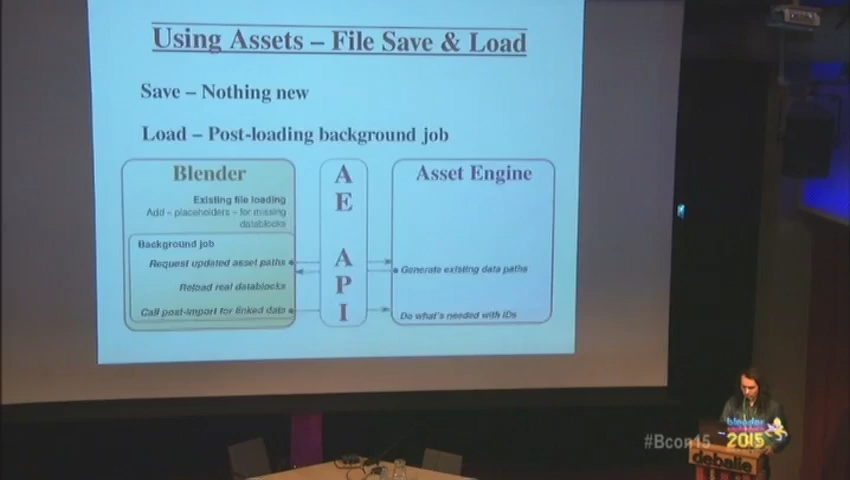 Using Assets – File Save & Load
Save – Nothing new
Load – Post-loading background job
Blender
Existing file loading
Add – placeholders – for missing
datablocks
Background job
Request updated asset paths
Reload real datablocks
Call post-import for linked data
A
E
A
P
I
Asset Engine
Generate existing data paths
Do what's needed with IDs
#Bcon15
blender
2015
debalie